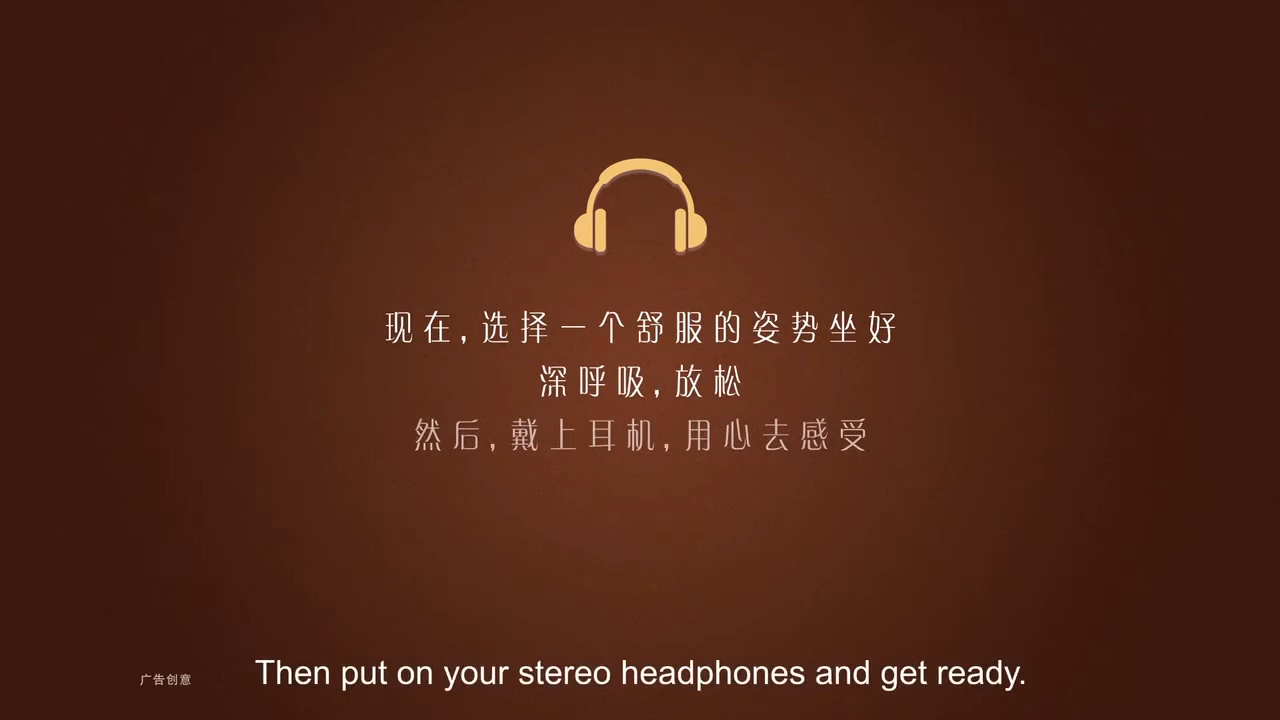 现在,选择一个舒服的姿势坐好
深呼吸,放松
然后,戴上耳机,用心去感受
广告创意
Then put on your stereo headphones and get ready.